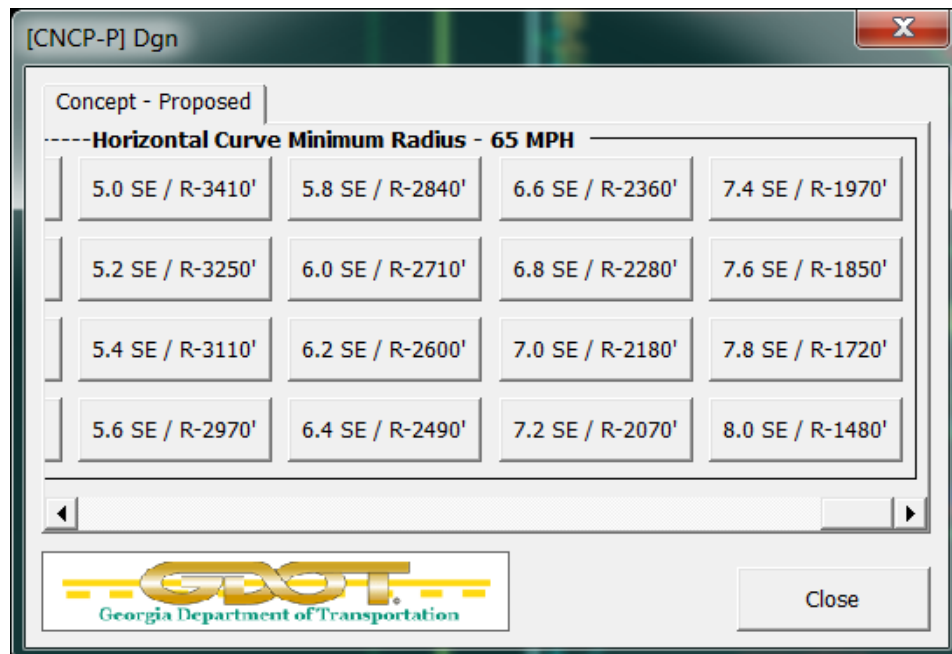 [CNCP-P] Dgn
X
Concept - Proposed
-----Horizontal Curve Minimum Radius - 65 MPH
5.0 SE / R-3410' 5.8 SE / R-2840' 6.6 SE / R-2360' 7.4 SE / R-1970'
5.2 SE / R-3250' 6.0 SE / R-2710' 6.8 SE / R-2280' 7.6 SE / R-1850'
5.4 SE / R-3110' 6.2 SE / R-2600' 7.0 SE / R-2180' 7.8 SE / R-1720'
5.6 SE / R-2970' 6.4 SE / R-2490' 7.2 SE / R-2070' 8.0 SE / R-1480'
GDOT
Georgia Department of Transportation
Close